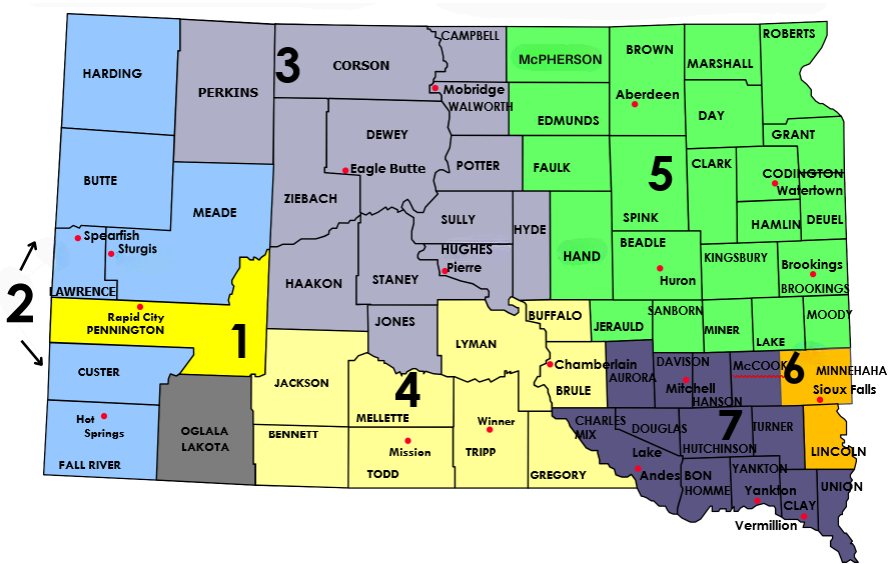 HARDING
PERKINS
3
CORSON
CAMPBELL
McPHERSON
BROWN
MARSHALL
ROBERTS
Mobridge
WALWORTH
EDMUNDS
Aberdeen
DAY
GRANT
DEWEY
Eagle Butte
POTTER
FAULK
5
CLARK
CODINGTON
Watertown
BUTTE
MEADE
ZIEBACH
SULLY
HYDE
SPINK
HAMLIN
DEUEL
2
Spearfish
Sturgis
LAWRENCE
HAAKON
STANEY
HUGHES
Pierre
HAND
BEADLE
Huron
KINGSBURY
Brookings
BROOKINGS
Rapid City
PENNINGTON
1
JONES
LYMAN
BUFFALO
JERAULD
SANBORN
MINER
LAKE
MOODY
CUSTER
JACKSON
4
MELLETTE
Chamberlain
BRULE
AURORA
DAVISON
Mitchell
HANSON
McCOOK
6
MINNEHAHA
Sioux Falls
Hot
Springs
FALL RIVER
OGLALA
LAKOTA
BENNETT
Mission
TODD
Winner
TRIPP
GREGORY
CHARLES
MIX
DOUGLAS
7
HUTCHINSON
TURNER
LINCOLN
Lake
Andes
BON
HOMME
YANKTON
Yankton
CLAY
Vermillion
UNION